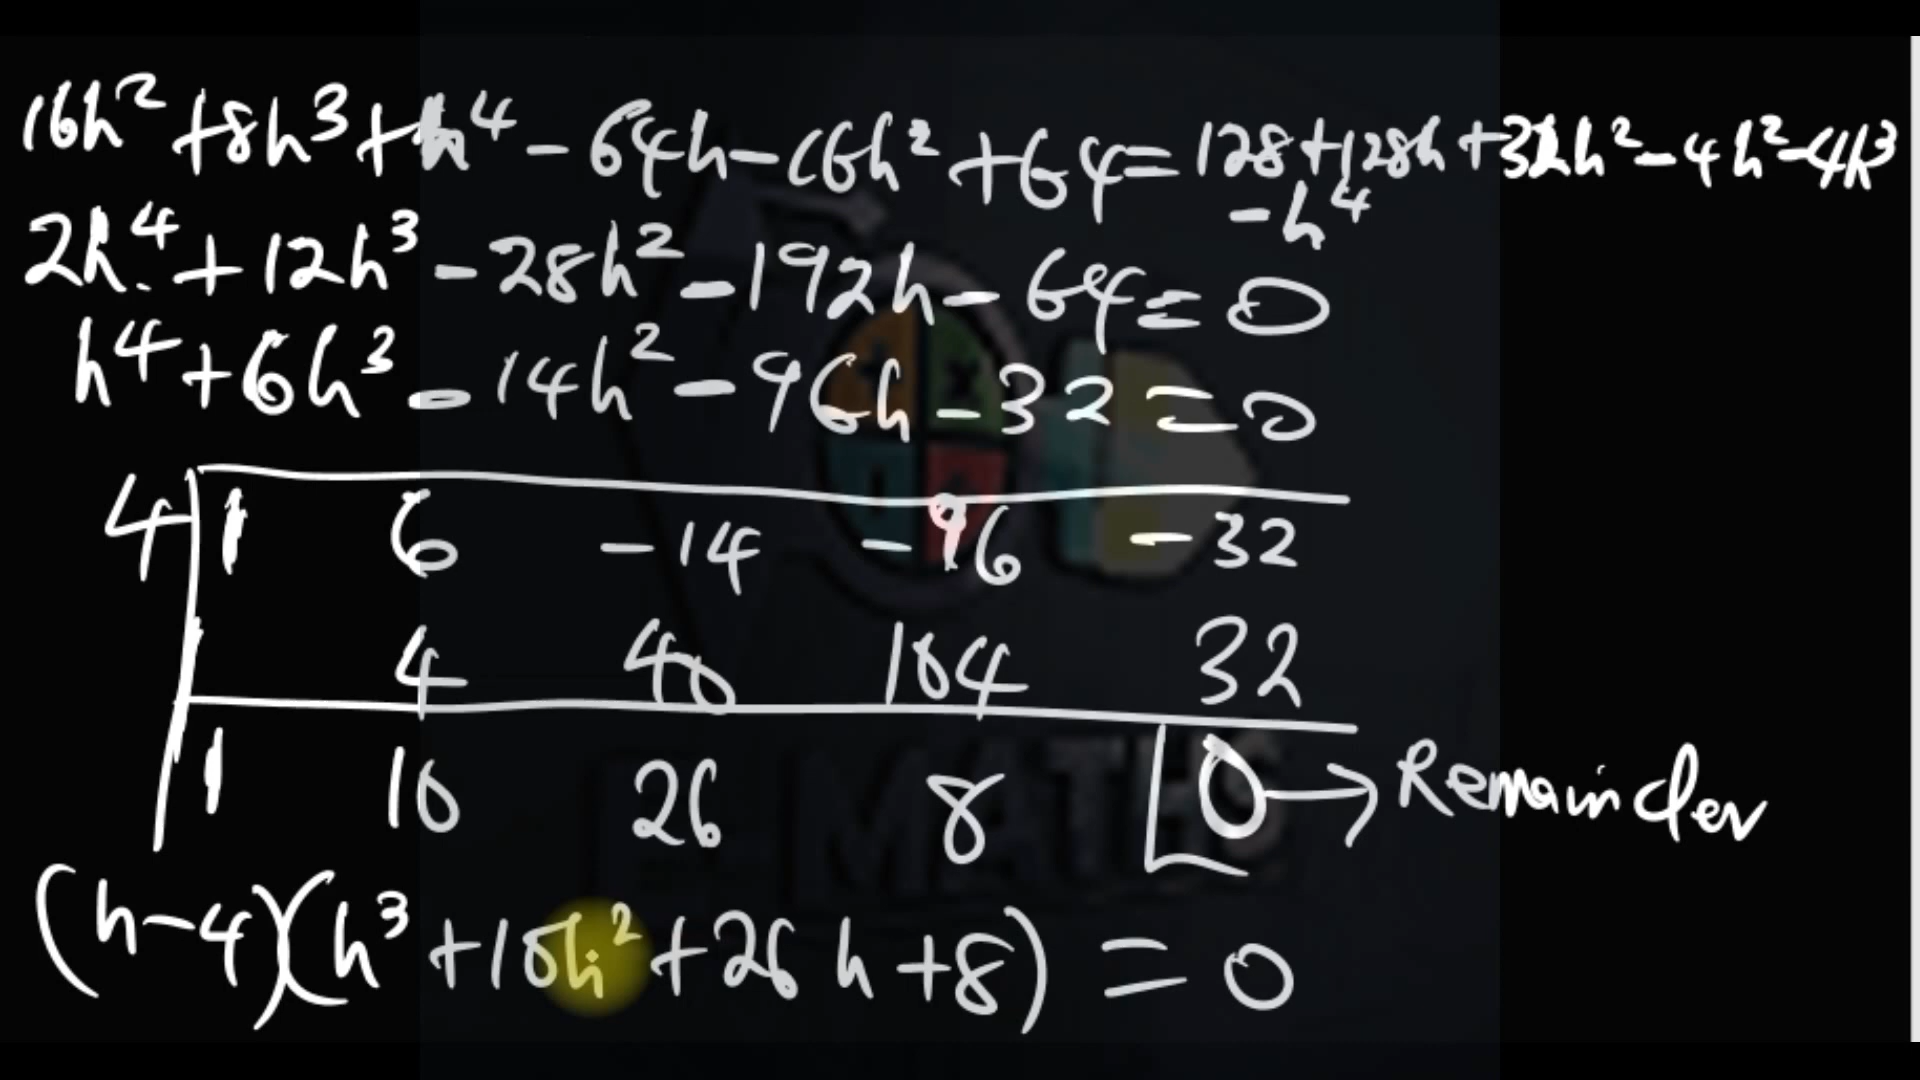 16h² + 8h³ + h⁴ - 64h - 16h² + 64 = 128 + 128h + 32h² - 4h² - 4h³
- h⁴
2h⁴ + 12h³ - 28h² - 192h - 64 = 0
h⁴ + 6h³ - 14h² - 96h - 32 = 0
4 1 6 -14 -96 -32
4 40 104 32
1 10 26 8 0 → Remainder
(h-4)(h³ + 10h² + 26h + 8) = 0
MATHS